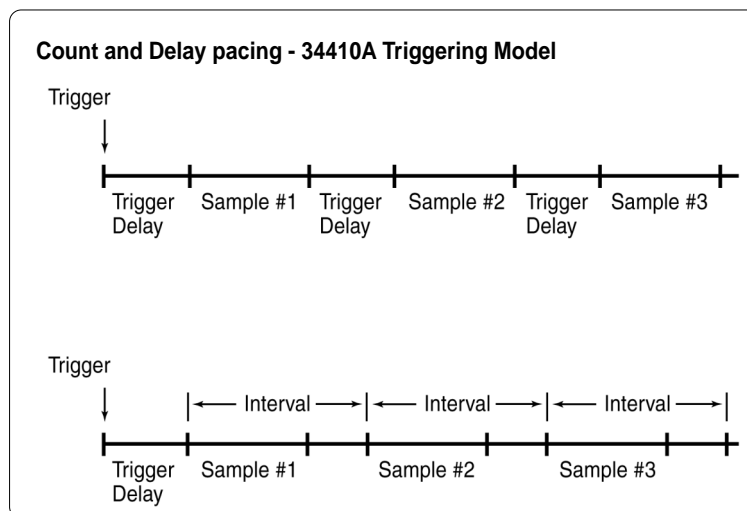 Count and Delay pacing - 34410A Triggering Model
Trigger
Trigger Delay Sample #1 Trigger Delay Sample #2 Trigger Delay Sample #3
Trigger
Interval Interval Interval
Trigger Delay Sample #1 Sample #2 Sample #3